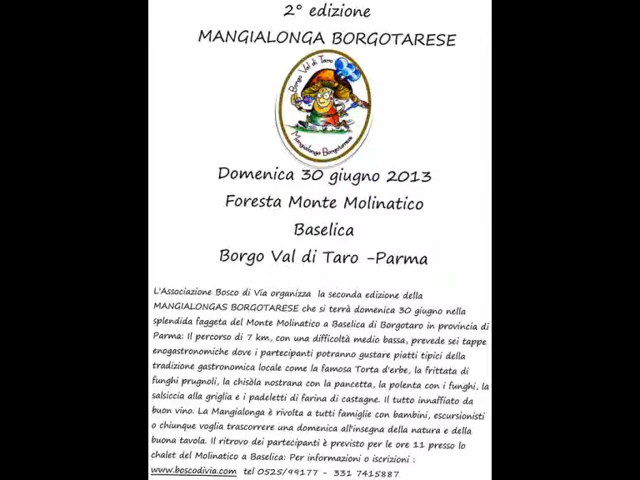 2° edizione
MANGIALONGA BORGOTARESE
Borgo Val di Taro
Mangialonga Borgotarese
Domenica 30 giugno 2013
Foresta Monte Molinatico
Baselica
Borgo Val di Taro -Parma
L'Associazione Bosco di Via organizza la seconda edizione della
MANGIALONGAS BORGOTARESE che si terrà domenica 30 giugno nella
splendida faggeta del Monte Molinatico a Baselica di Borgotaro in provincia di
Parma: Il percorso di 7 km, con una difficoltà medio bassa, prevede sei tappe
enogastronomiche dove i partecipanti potranno gustare piatti tipici della
tradizione gastronomica locale come la famosa Torta d'erbe, la frittata di
funghi prugnoli, la chisöla nostrana con la pancetta, la polenta con i funghi, la
salsiccia alla griglia e i padeletti di farina di castagne. Il tutto innaffiato da
buon vino. La Mangialonga è rivolta a tutti famiglie con bambini, escursionisti
o chiunque voglia trascorrere una domenica all'insegna della natura e della
buona tavola. Il ritrovo dei partecipanti è previsto per le ore 11 presso lo
chalet del Molinatico a Baselica: Per informazioni o iscrizioni :
www.boscodivia.com tel 0525/99177 - 331 7415887